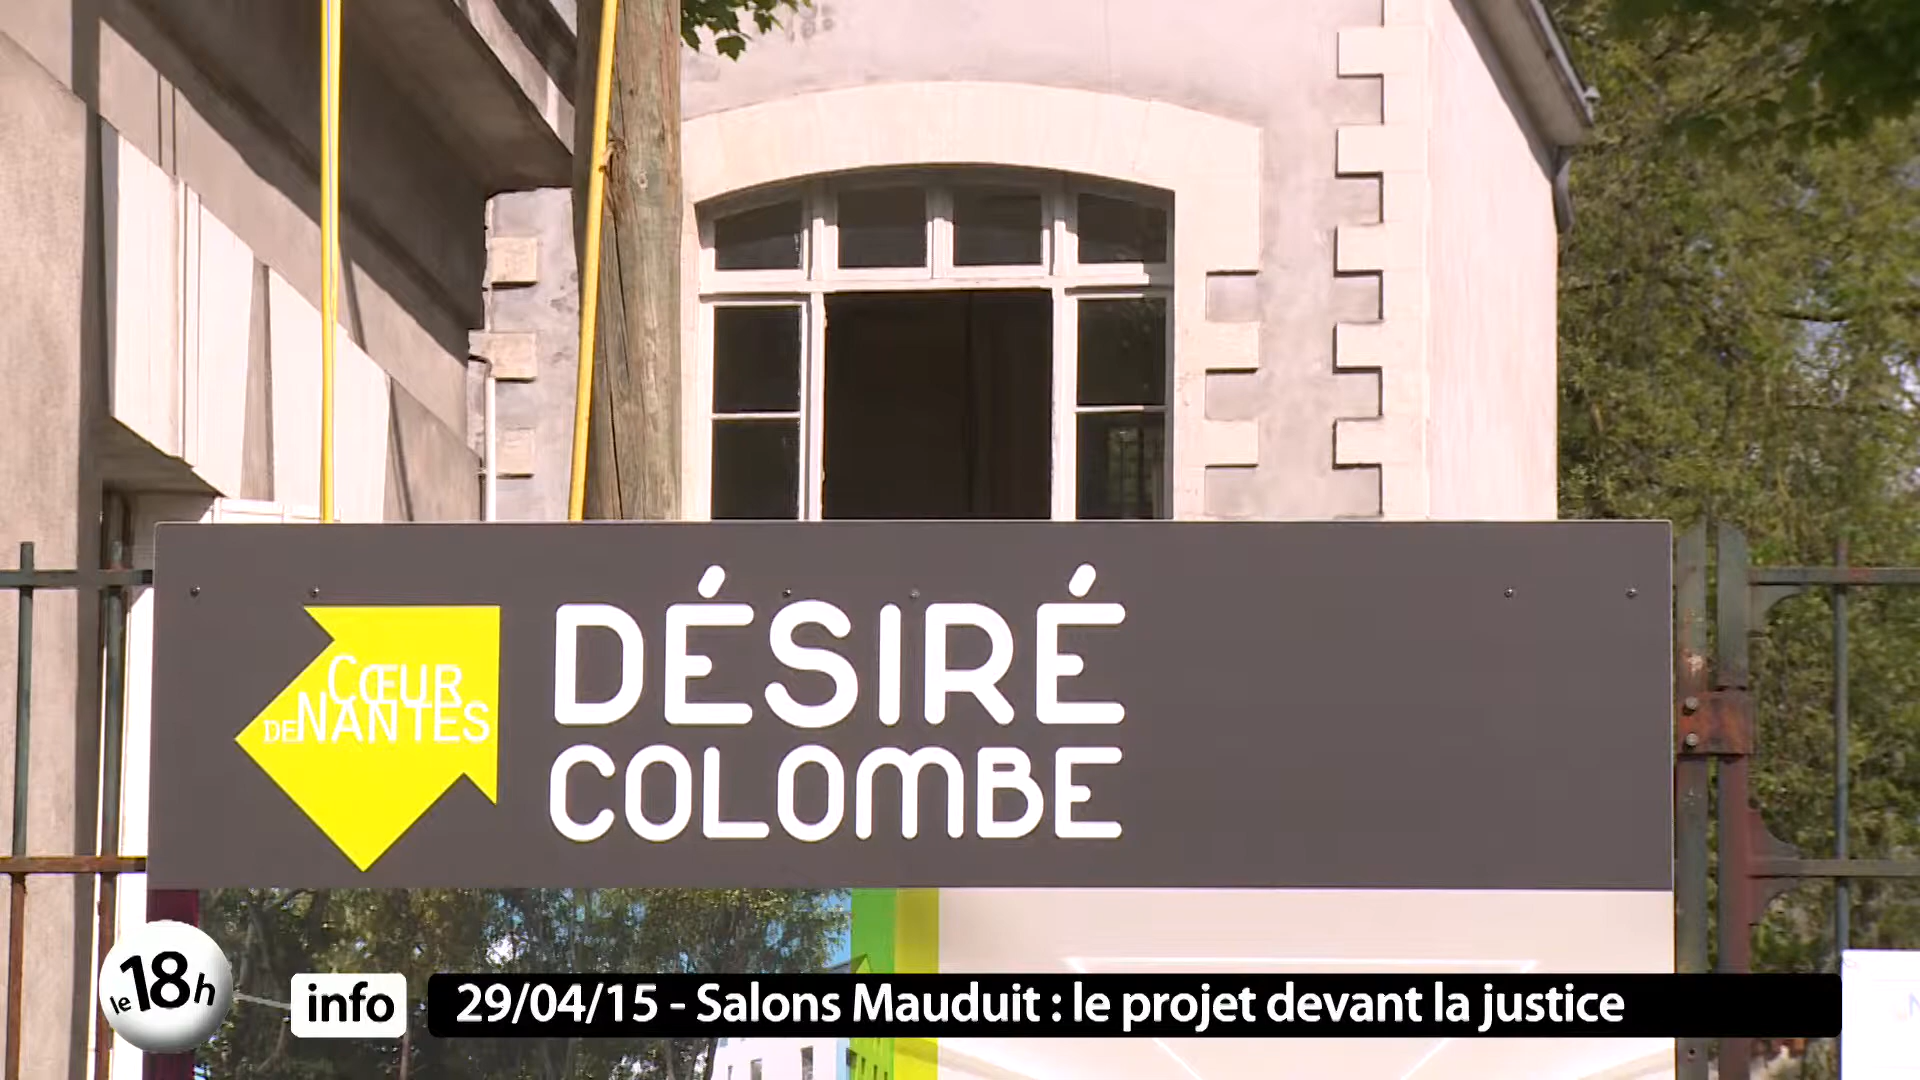 CŒUR
DE NANTES
DÉSIRÉ
COLOMBE
le 18h
info
29/04/15 - Salons Mauduit : le projet devant la justice